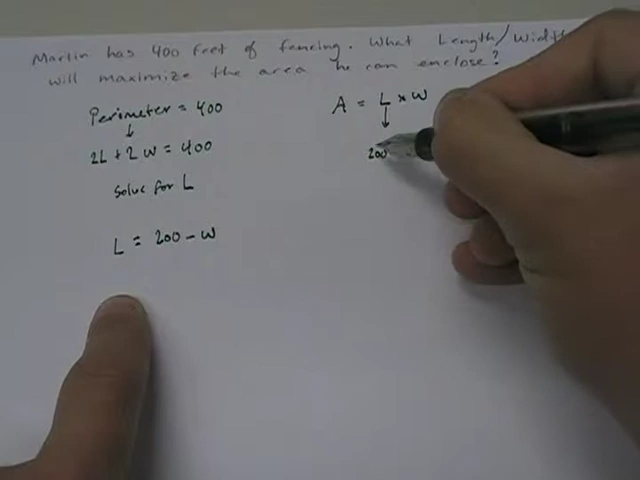 Martin has 400 feet of fencing. What Length/Width
will maximize the area he can enclose?
Perimeter = 400
2L + 2W = 400
Solve for L
L = 200 - W
A = L × W
200